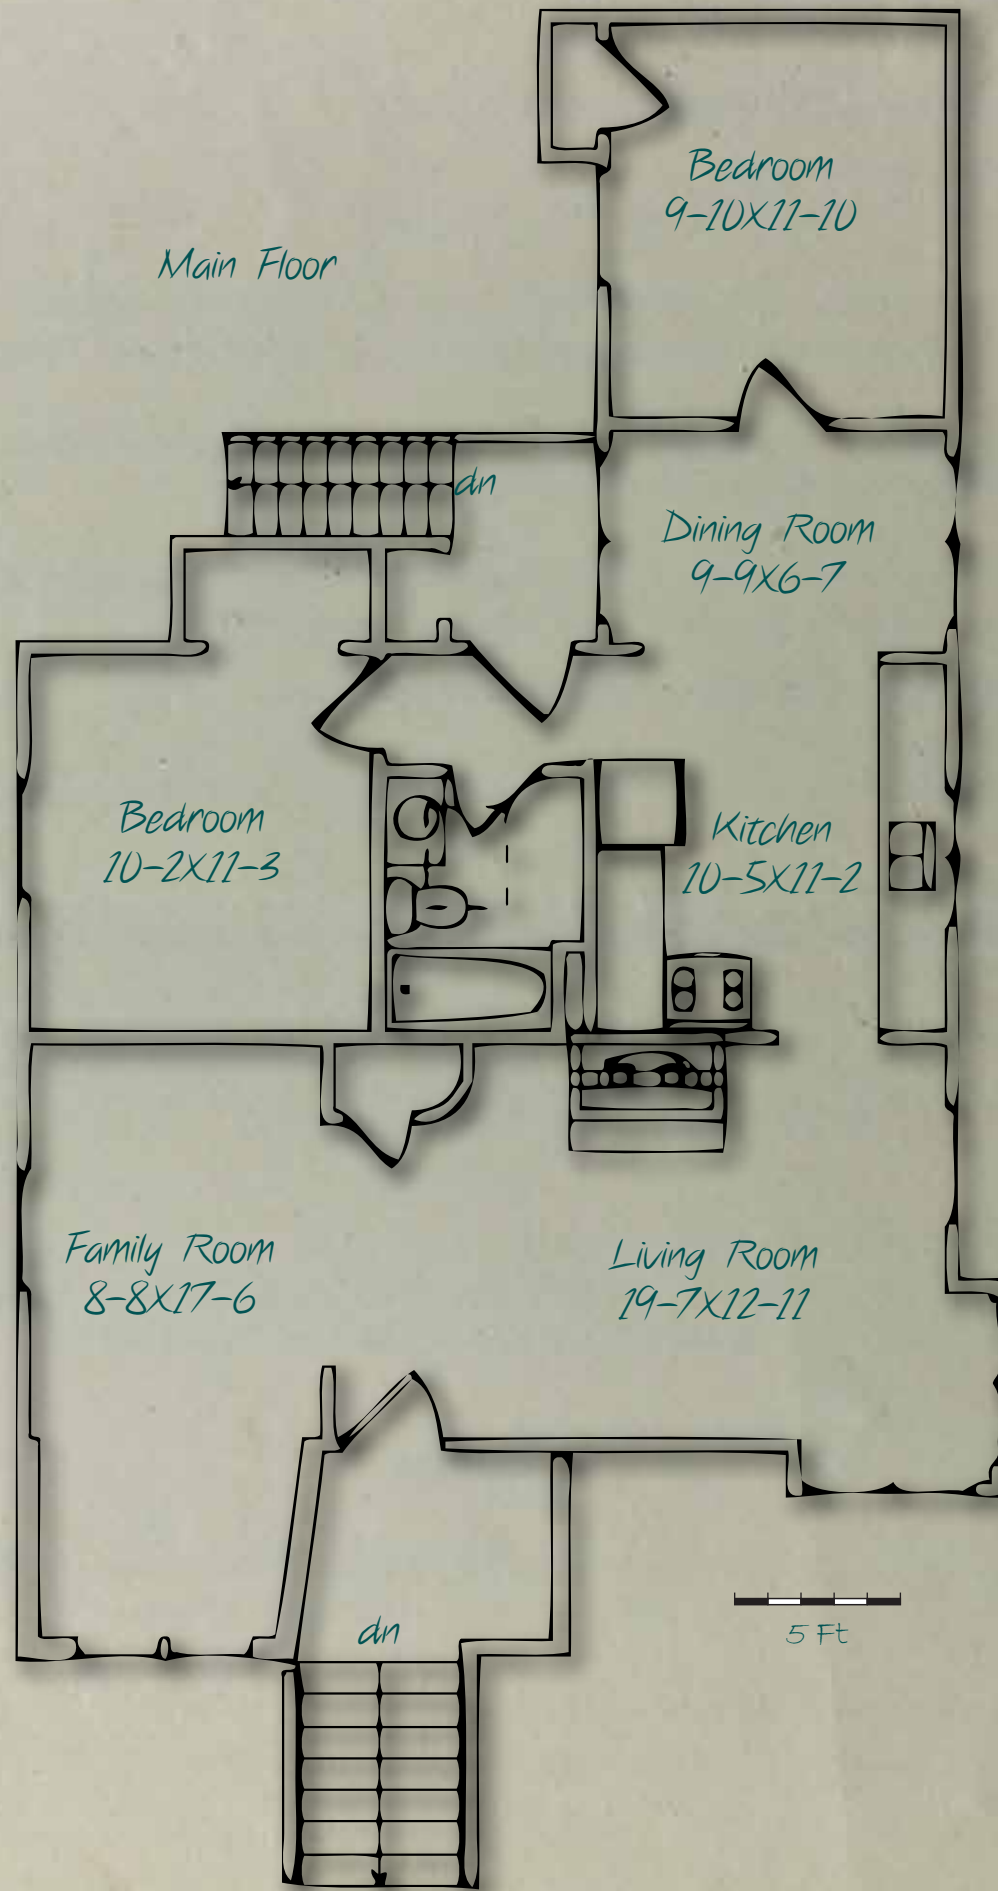 Bedroom
9-10X11-10
Main Floor
dn
Dining Room
9-9X6-7
Bedroom
10-2X11-3
Kitchen
10-5X11-2
Family Room
8-8X17-6
Living Room
19-7X12-11
dn
5 Ft